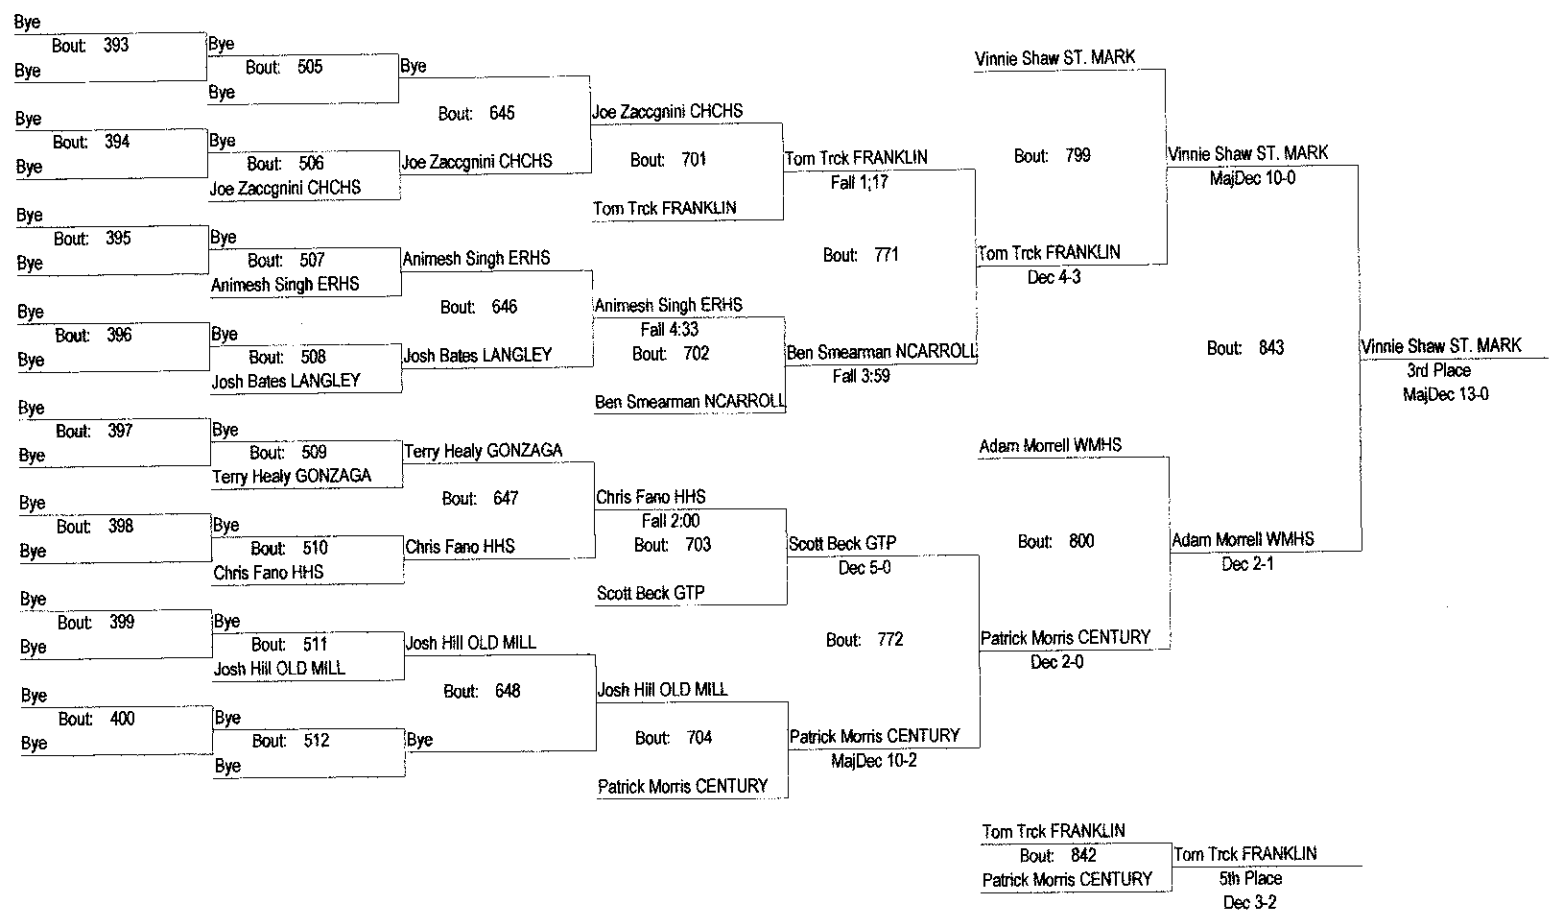 Bye
Bout: 393
Bye
Bye
Bout: 505
Bye
Bye
Bout: 394
Bye
Bye
Bout: 506
Joe Zaccgnini CHCHS
Bye
Bout: 395
Bye
Bye
Bout: 507
Animesh Singh ERHS
Bye
Bout: 396
Bye
Bye
Bout: 508
Josh Bates LANGLEY
Bye
Bout: 397
Bye
Bye
Bout: 509
Terry Healy GONZAGA
Bye
Bout: 398
Bye
Bye
Bout: 510
Chris Fano HHS
Bye
Bout: 399
Bye
Bye
Bout: 511
Josh Hill OLD MILL
Bye
Bout: 400
Bye
Bye
Bout: 512
Bye
Bye
Bout: 645
Joe Zaccgnini CHCHS
Animesh Singh ERHS
Bout: 646
Josh Bates LANGLEY
Terry Healy GONZAGA
Bout: 647
Chris Fano HHS
Josh Hill OLD MILL
Bout: 648
Bye
Joe Zaccgnini CHCHS
Bout: 701
Tom Trck FRANKLIN
Animesh Singh ERHS
Fall 4:33
Bout: 702
Ben Smearman NCARROLL
Chris Fano HHS
Fall 2:00
Bout: 703
Scott Beck GTP
Josh Hill OLD MILL
Bout: 704
Patrick Morris CENTURY
Tom Trck FRANKLIN
Fall 1;17
Bout: 771
Ben Smearman NCARROLL
Fall 3:59
Scott Beck GTP
Dec 5-0
Bout: 772
Patrick Morris CENTURY
MajDec 10-2
Vinnie Shaw ST. MARK
Bout: 799
Tom Trck FRANKLIN
Dec 4-3
Adam Morrell WMHS
Bout: 800
Patrick Morris CENTURY
Dec 2-0
Vinnie Shaw ST. MARK
MajDec 10-0
Bout: 843
Adam Morrell WMHS
Dec 2-1
Vinnie Shaw ST. MARK
3rd Place
MajDec 13-0
Tom Trck FRANKLIN
Bout: 842
Patrick Morris CENTURY
Tom Trck FRANKLIN
5th Place
Dec 3-2